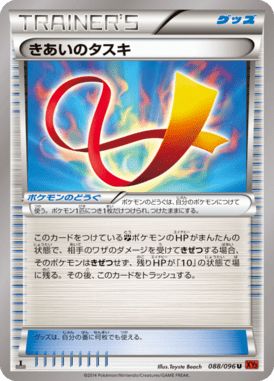 TRAINER'S グッズ
きあいのタスキ
ポケモンのどうぐ
ポケモンのどうぐは、自分のポケモンにつけて
使う。ポケモン1匹につき1枚だけつけられ、つけたままにする。
このカードをつけている闘ポケモンのHPがまんたん
の状態で、相手のワザのダメージを受けてきぜつする場合、
そのポケモンはきぜつせず、残りHPが「10」の状態で場に
残る。その後、このカードをトラッシュする。
グッズは、自分の番に何枚でも使える。
Illus.Toyste Beach 088/096 U XY3
©2014 Pokémon/Nintendo/Creatures/GAME FREAK.